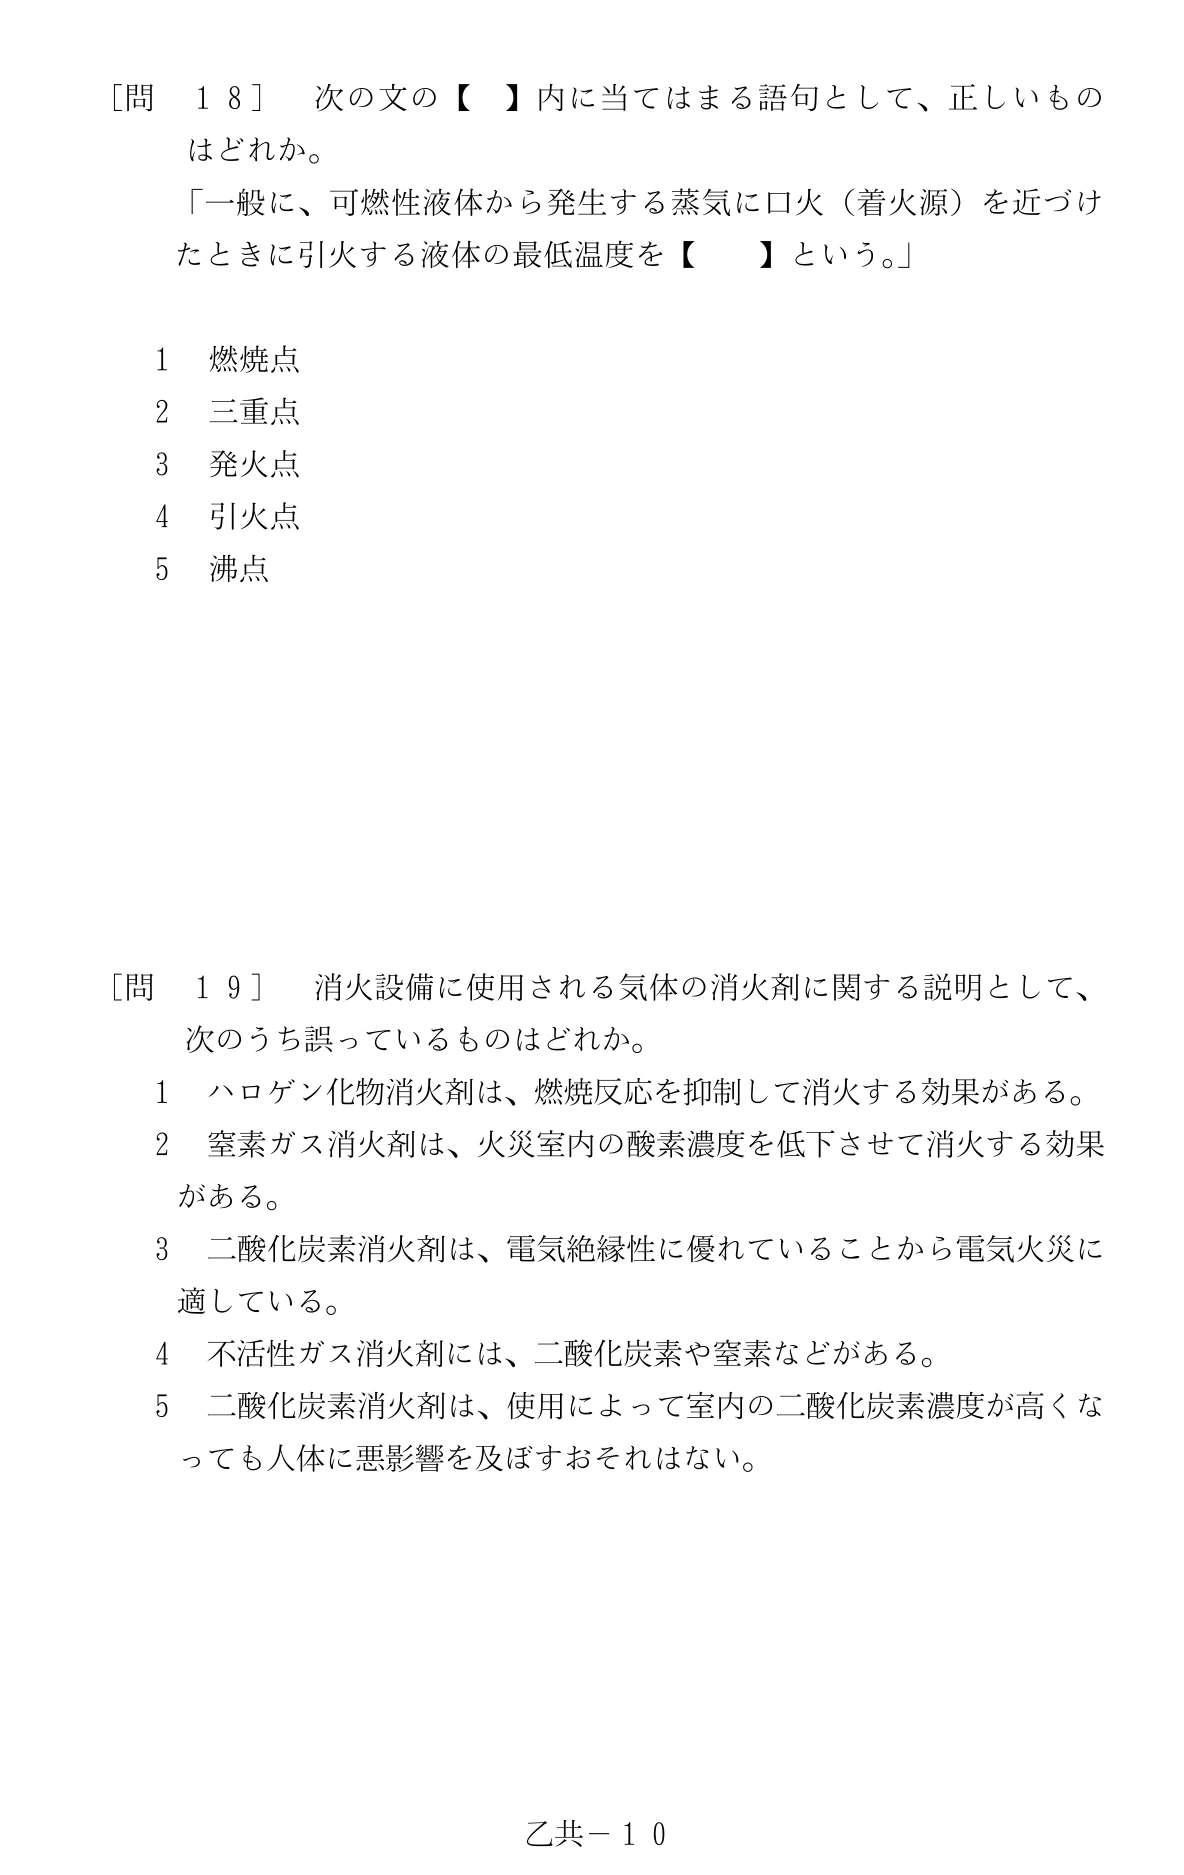 ［問　１８］　次の文の【　】内に当てはまる語句として、正しいもの
はどれか。
「一般に、可燃性液体から発生する蒸気に口火（着火源）を近づけ
たときに引火する液体の最低温度を【　　】という。」
1　燃焼点
2　三重点
3　発火点
4　引火点
5　沸点
［問　１９］　消火設備に使用される気体の消火剤に関する説明として、
次のうち誤っているものはどれか。
1　ハロゲン化物消火剤は、燃焼反応を抑制して消火する効果がある。
2　窒素ガス消火剤は、火災室内の酸素濃度を低下させて消火する効果
がある。
3　二酸化炭素消火剤は、電気絶縁性に優れていることから電気火災に
適している。
4　不活性ガス消火剤には、二酸化炭素や窒素などがある。
5　二酸化炭素消火剤は、使用によって室内の二酸化炭素濃度が高くな
っても人体に悪影響を及ぼすおそれはない。
乙共－１０